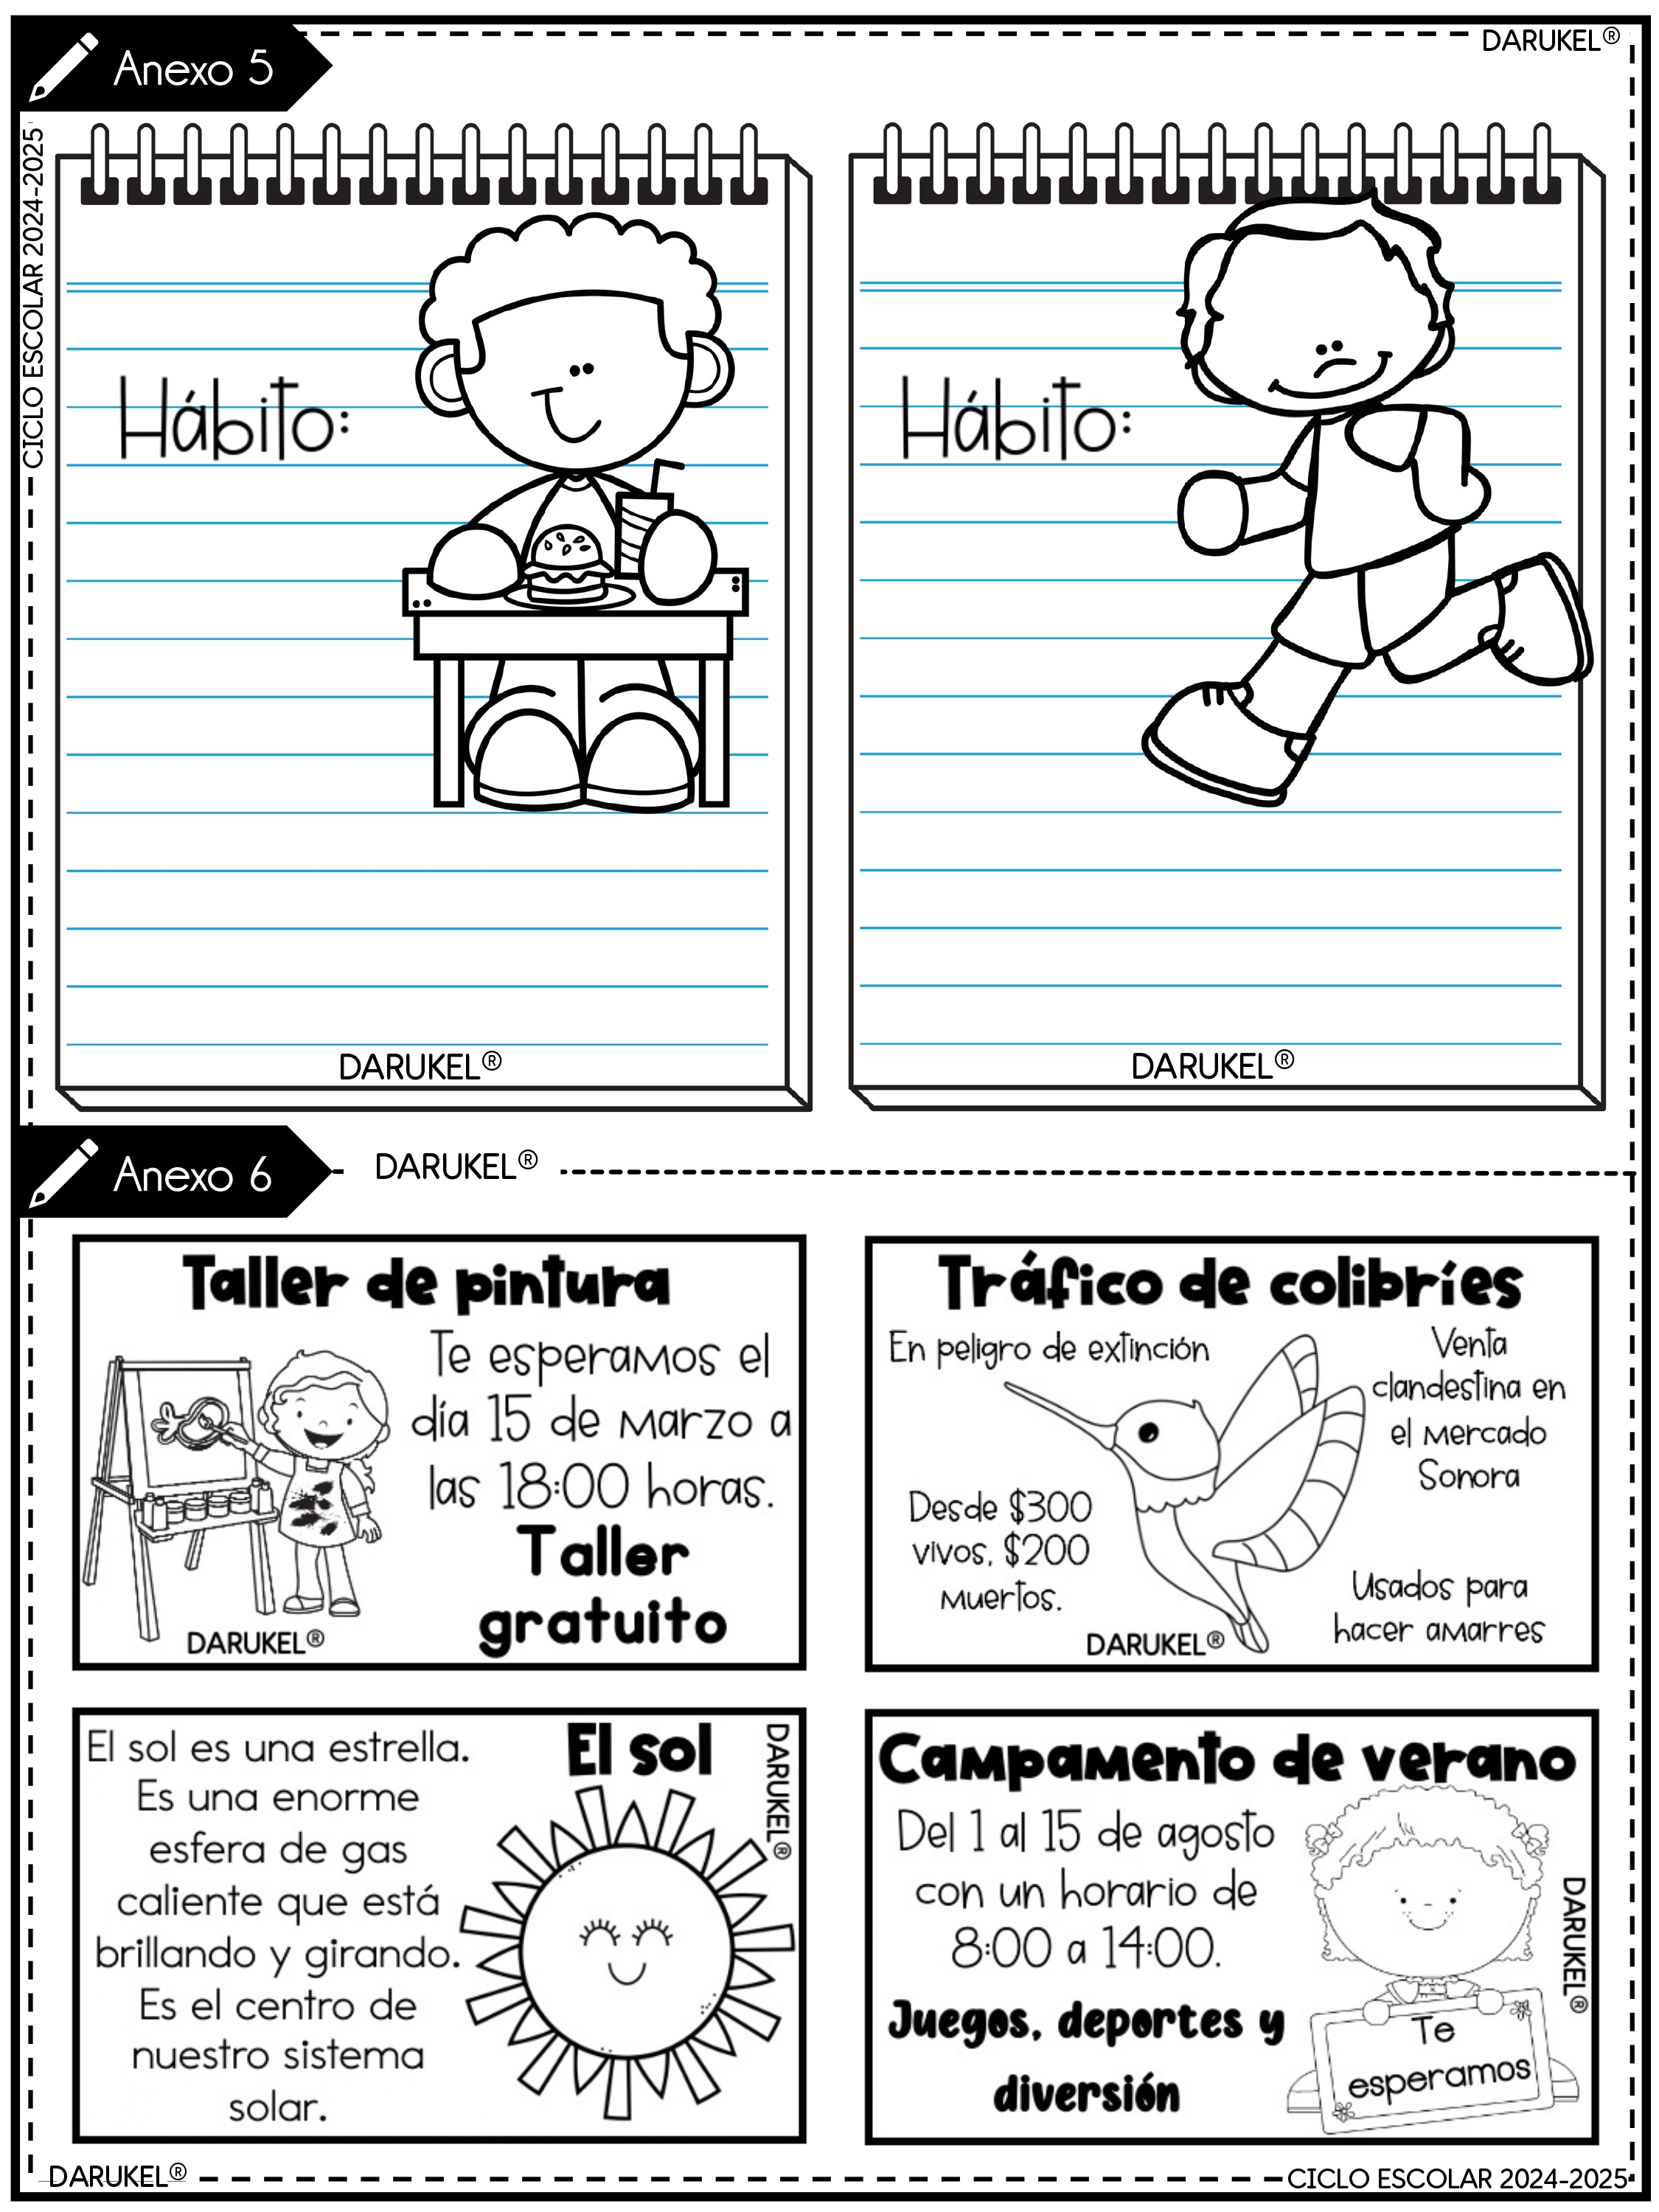 Anexo 5
DARUKEL®
CICLO ESCOLAR 2024-2025
Hábito:
DARUKEL®
Hábito:
DARUKEL®
Anexo 6
DARUKEL®
Taller de pintura
Te esperamos el
día 15 de marzo a
las 18:00 horas.
Taller
gratuito
DARUKEL®
Tráfico de colibríes
En peligro de extinción
Venta
clandestina en
el mercado
Sonora
Desde $300
vivos, $200
muertos.
Usados para
hacer amarres
DARUKEL®
El sol
DARUKEL®
El sol es una estrella.
Es una enorme
esfera de gas
caliente que está
brillando y girando.
Es el centro de
nuestro sistema
solar.
Campamento de verano
Del 1 al 15 de agosto
con un horario de
8:00 a 14:00.
Juegos, deportes y
diversión
Te
esperamos
DARUKEL®
DARUKEL®
CICLO ESCOLAR 2024-2025